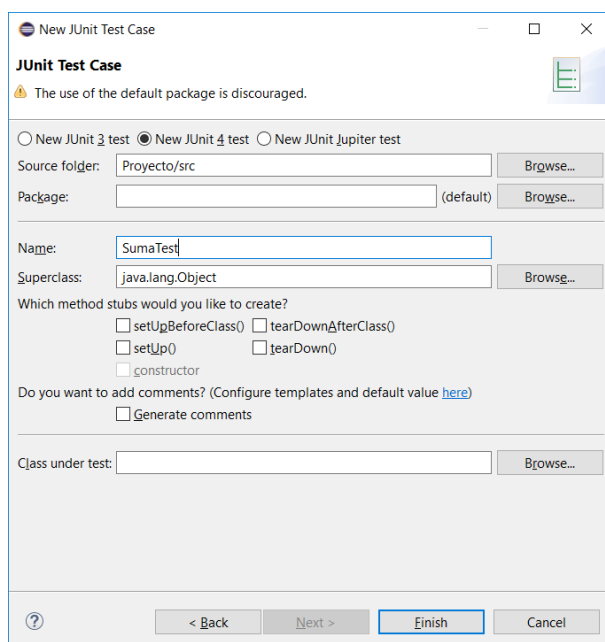 New JUnit Test Case
JUnit Test Case
The use of the default package is discouraged.
New JUnit 3 test New JUnit 4 test New JUnit Jupiter test
Source folder: Proyecto/src Browse...
Package: (default) Browse...
Name: SumaTest
Superclass: java.lang.Object Browse...
Which method stubs would you like to create?
setUpBeforeClass() tearDownAfterClass()
setUp() tearDown()
constructor
Do you want to add comments? (Configure templates and default value here)
Generate comments
Class under test: Browse...
? < Back Next > Finish Cancel